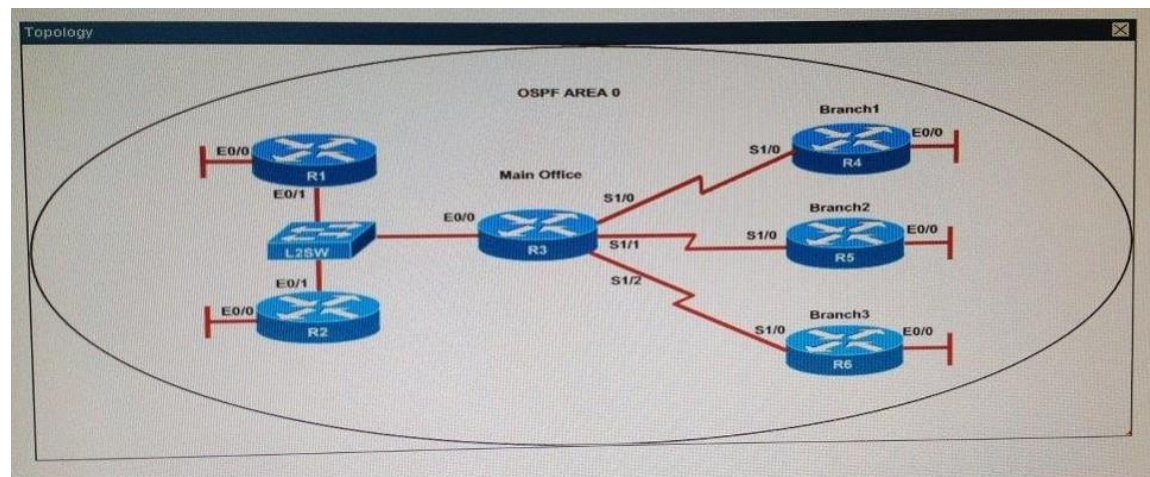 Topology
OSPF AREA 0
Branch1
E0/0
R1
E0/1
S1/0
R4
E0/0
Main Office
S1/0
Branch2
L2SW
E0/0
R3
S1/1
S1/0
R5
E0/0
E0/1
S1/2
E0/0
R2
Branch3
S1/0
R6
E0/0